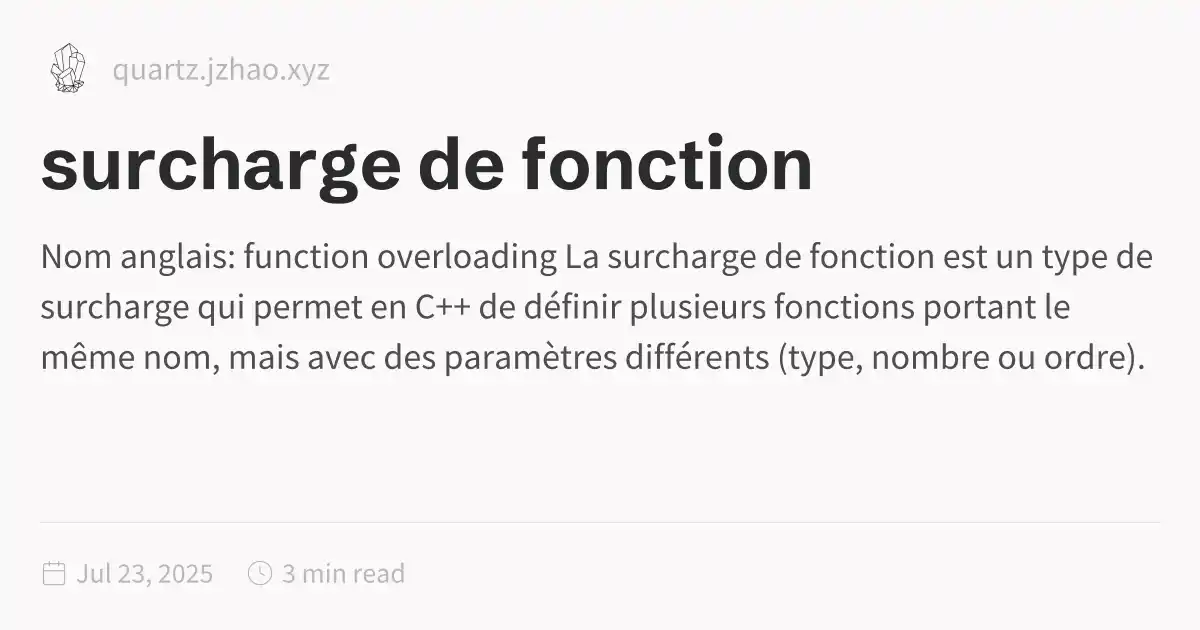 quartz.jzhao.xyz
surcharge de fonction
Nom anglais: function overloading La surcharge de fonction est un type de
surcharge qui permet en C++ de définir plusieurs fonctions portant le
même nom, mais avec des paramètres différents (type, nombre ou ordre).
Jul 23, 2025 3 min read